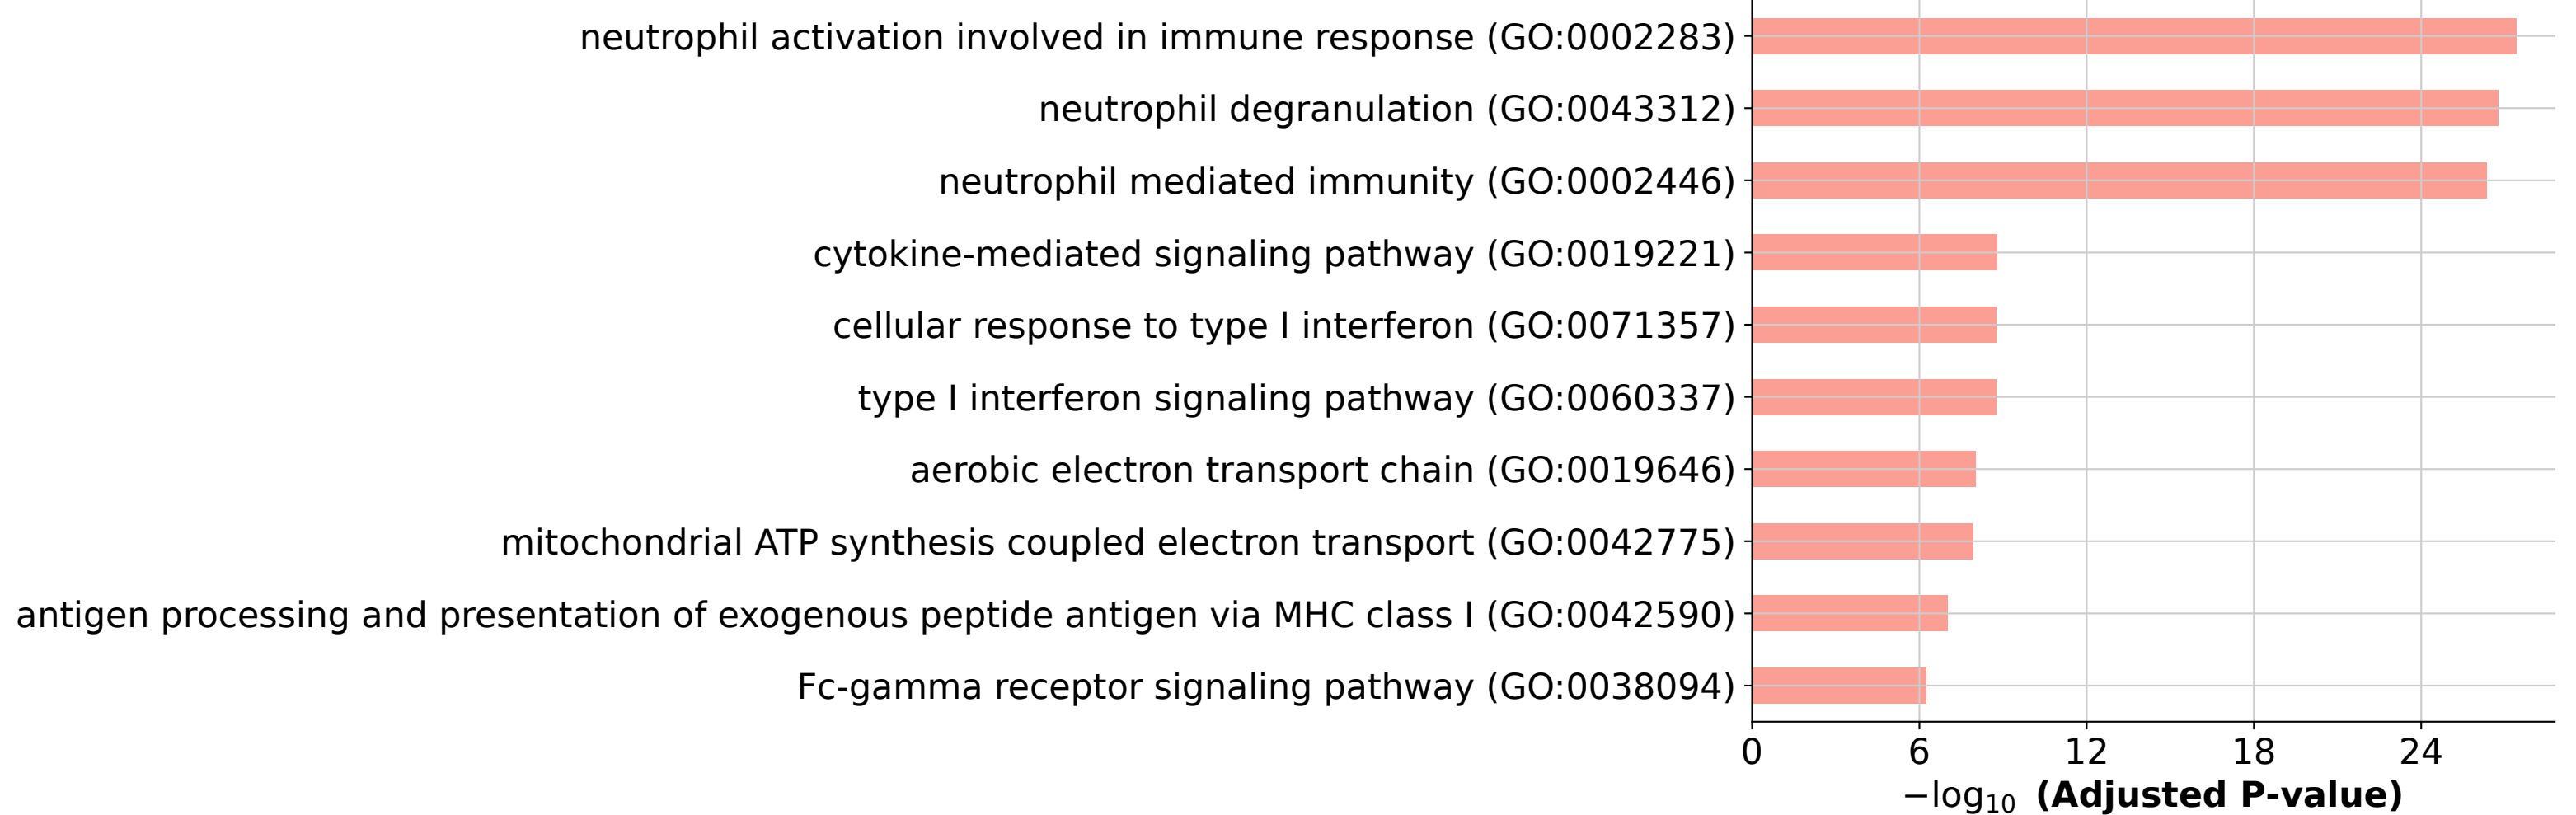 neutrophil activation involved in immune response (GO:0002283)
neutrophil degranulation (GO:0043312)
neutrophil mediated immunity (GO:0002446)
cytokine-mediated signaling pathway (GO:0019221)
cellular response to type I interferon (GO:0071357)
type I interferon signaling pathway (GO:0060337)
aerobic electron transport chain (GO:0019646)
mitochondrial ATP synthesis coupled electron transport (GO:0042775)
antigen processing and presentation of exogenous peptide antigen via MHC class I (GO:0042590)
Fc-gamma receptor signaling pathway (GO:0038094)
0 6 12 18 24
−log₁₀ (Adjusted P-value)